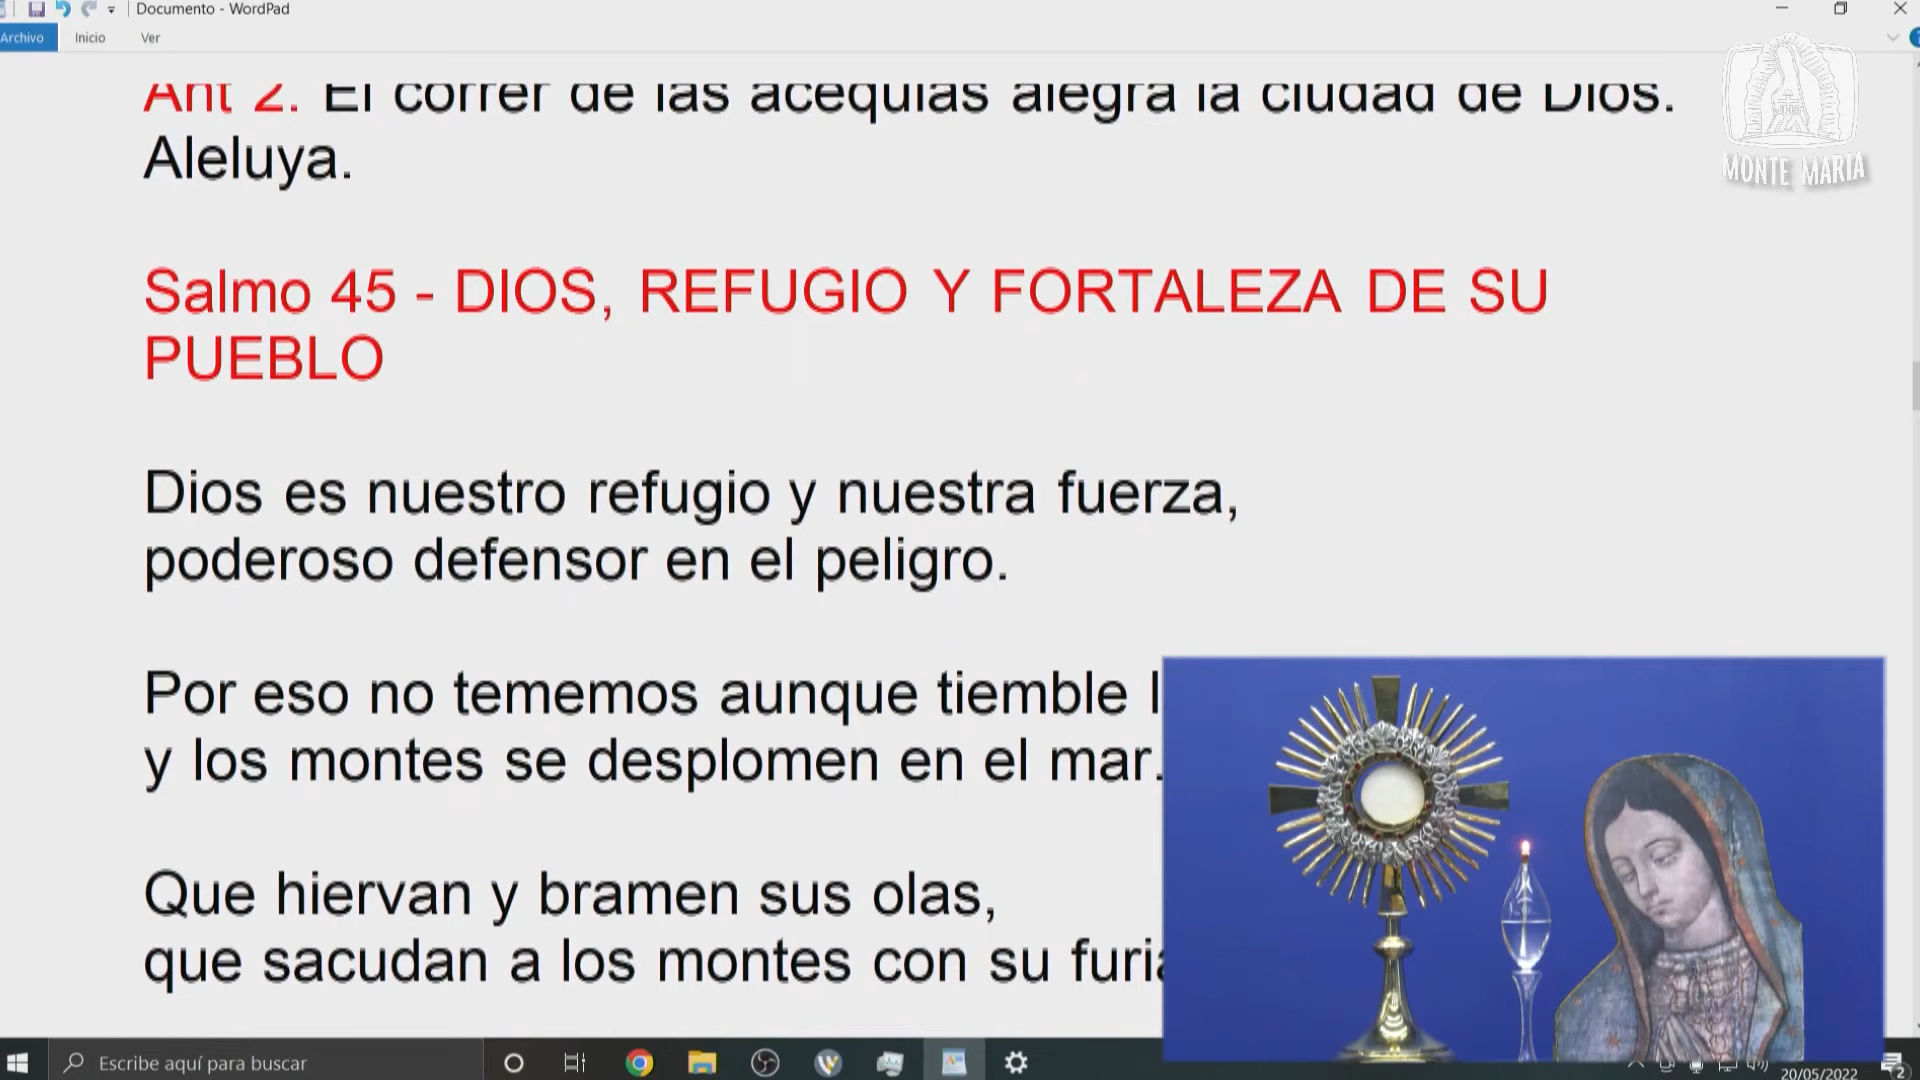 Documento - WordPad
Archivo Inicio Ver
Ant 2. El correr de las acequias alegra la ciudad de Dios.
Aleluya.
MONTE MARIA
Salmo 45 - DIOS, REFUGIO Y FORTALEZA DE SU
PUEBLO
Dios es nuestro refugio y nuestra fuerza,
poderoso defensor en el peligro.
Por eso no tememos aunque tiemble l
y los montes se desplomen en el mar.
Que hiervan y bramen sus olas,
que sacudan a los montes con su furia
Escribe aquí para buscar
20/05/2022
2